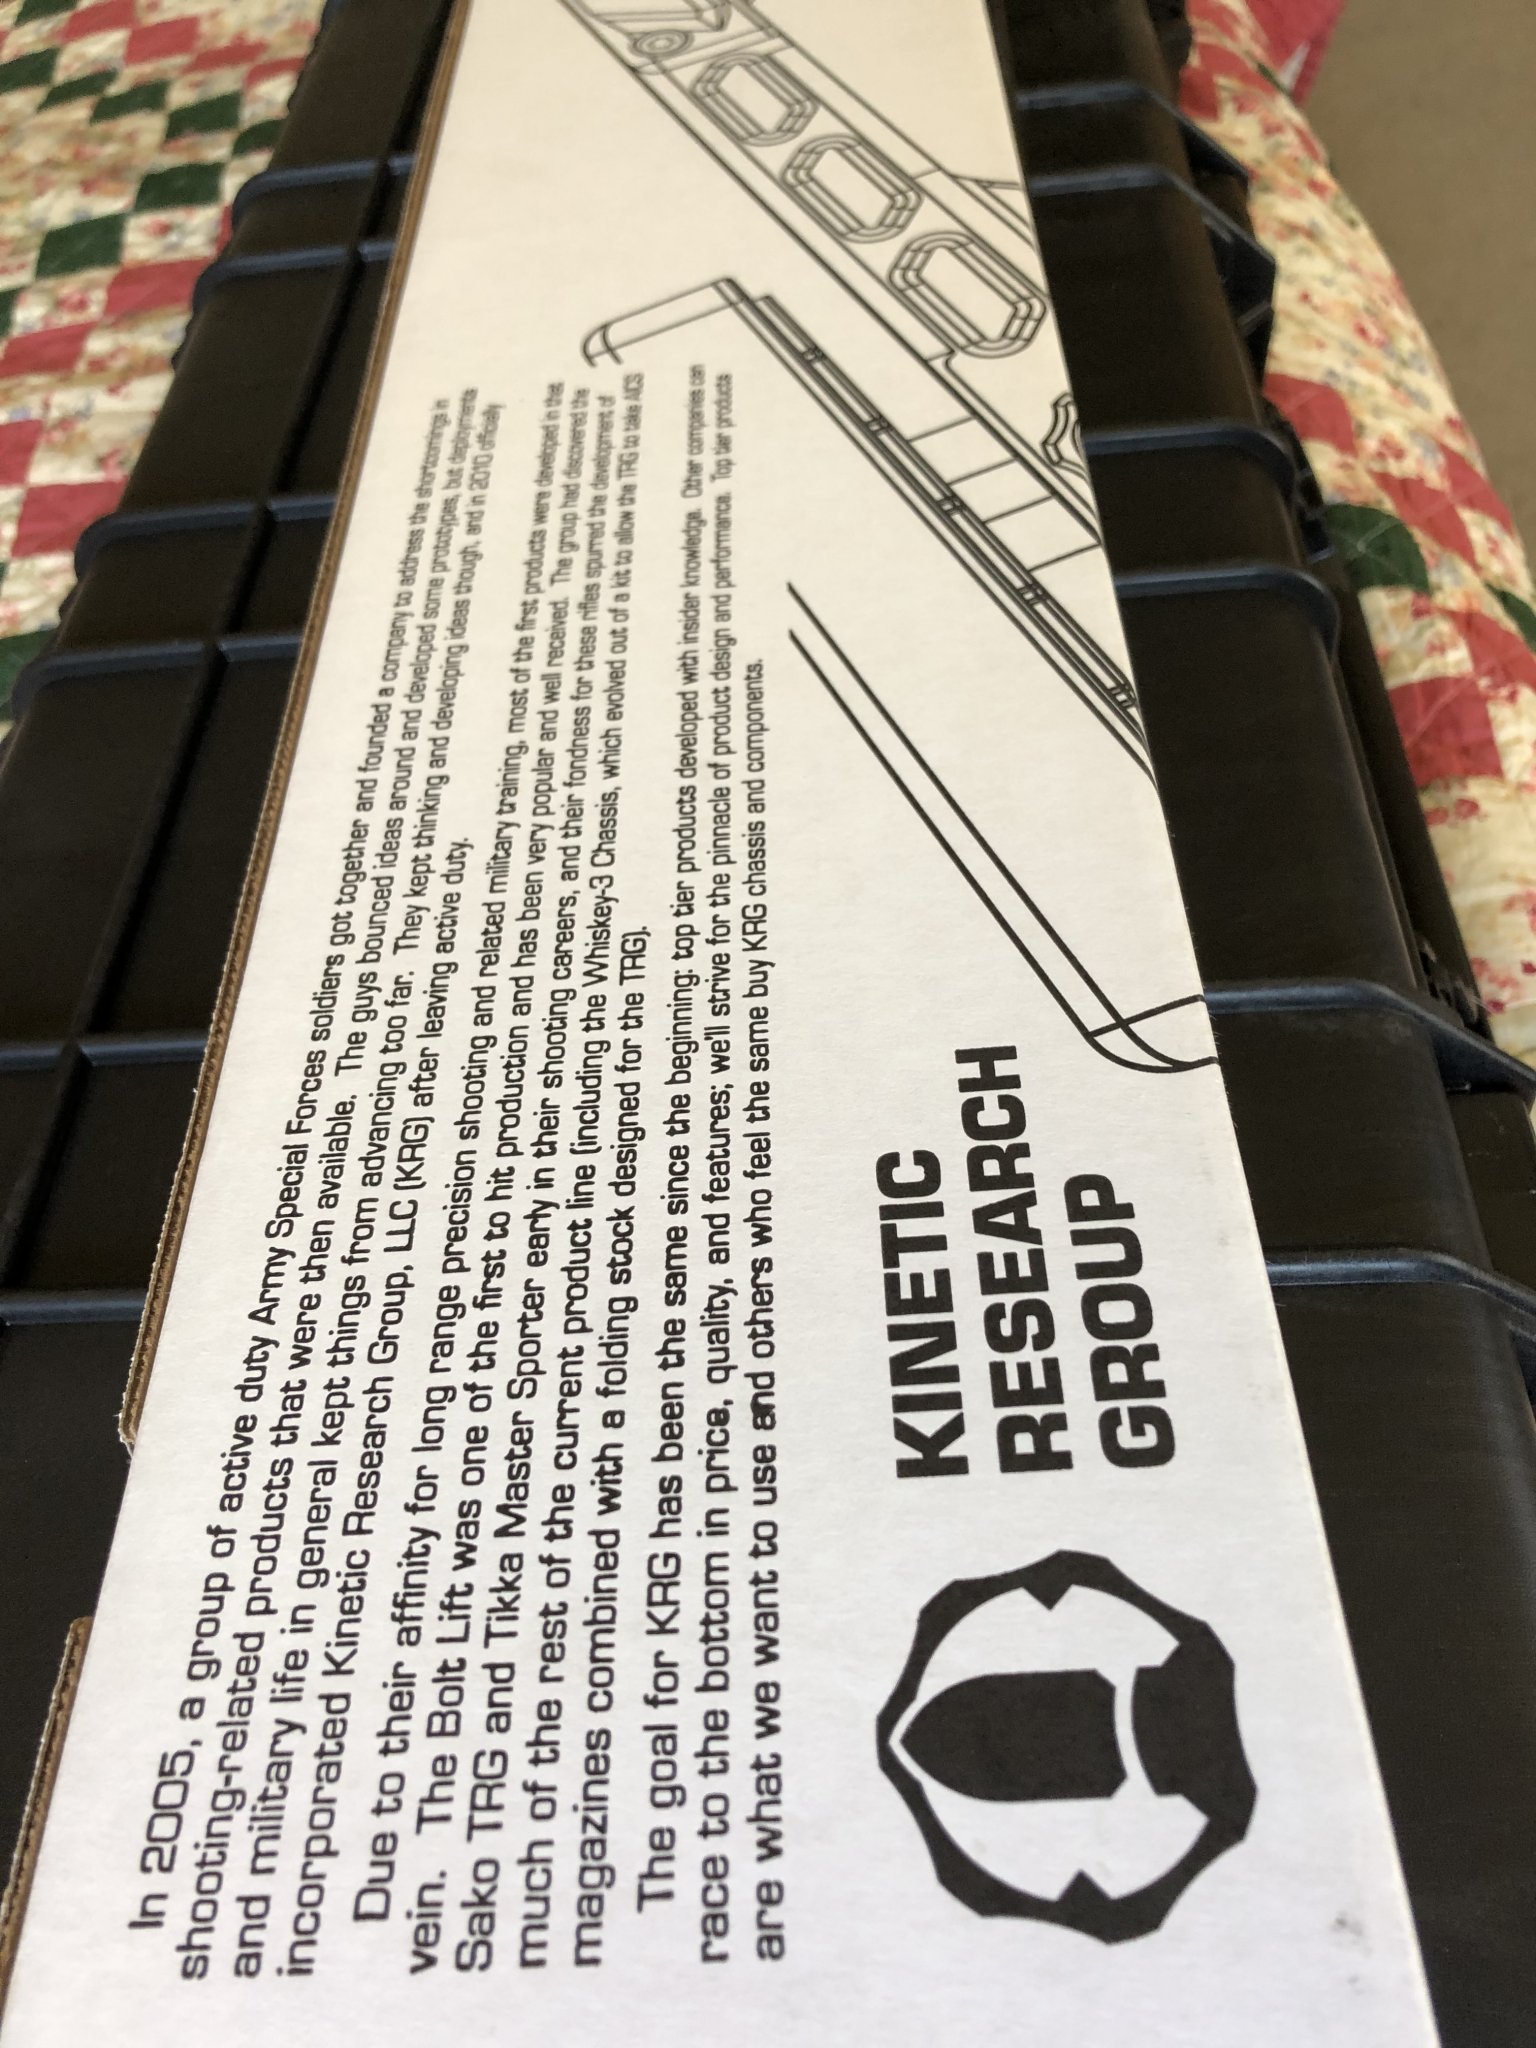 In 2005, a group of active duty Army Special Forces soldiers got together and founded a company to address the shortcomings in
shooting-related products that were then available. The guys bounced ideas around and developed some prototypes, but deployments
and military life in general kept things from advancing too far. They kept thinking and developing ideas though, and in 2010 officially
incorporated Kinetic Research Group, LLC (KRG) after leaving active duty.
Due to their affinity for long range precision shooting and related military training, most of the first products were developed in that
vein. The Bolt Lift was one of the first to hit production and has been very popular and well received. The group had discovered the
Sako TRG and Tikka Master Sporter early in their shooting careers, and their fondness for these rifles spurred the development of
much of the rest of the current product line (including the Whiskey-3 Chassis, which evolved out of a kit to allow the TRG to take AICS
magazines combined with a folding stock designed for the TRG).
The goal for KRG has been the same since the beginning: top tier products developed with insider knowledge. Other companies can
race to the bottom in price, quality, and features; we'll strive for the pinnacle of product design and performance. Top tier products
are what we want to use and others who feel the same buy KRG chassis and components.
KINETIC
RESEARCH
GROUP